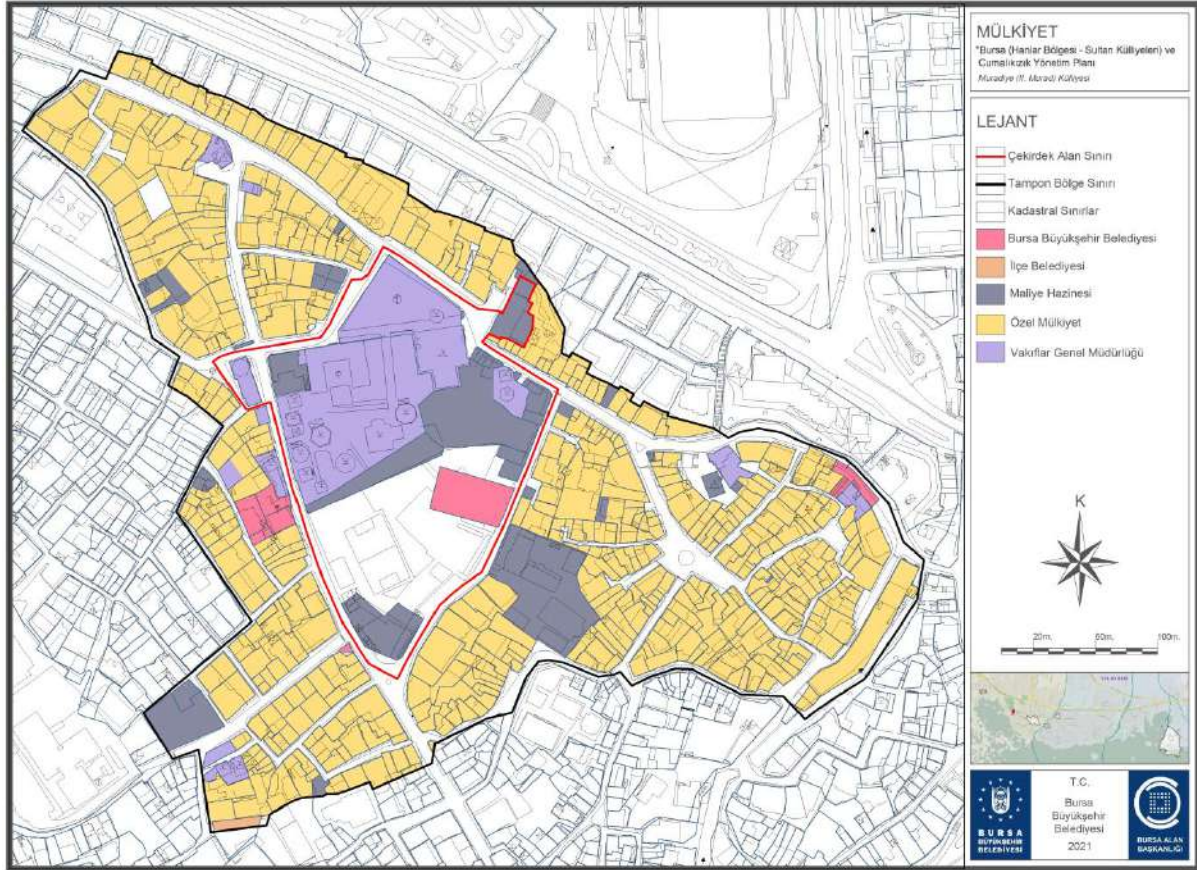 MÜLKİYET
"Bursa (Hanlar Bölgesi - Sultan Külliyeleri) ve
Cumalıkızık Yönetim Planı
Muradiye (II. Murad) Külliyesi
LEJANT
Çekirdek Alan Sınırı
Tampon Bölge Sınırı
Kadastral Sınırlar
Bursa Büyükşehir Belediyesi
İlçe Belediyesi
Maliye Hazinesi
Özel Mülkiyet
Vakıflar Genel Müdürlüğü
K
20m.
100m.
T.C.
Bursa
Büyükşehir
Belediyesi
2021
BURSA
BÜYÜKŞEHİR
BELEDİYESİ
BURSA ALAN
BAŞKANLIĞI